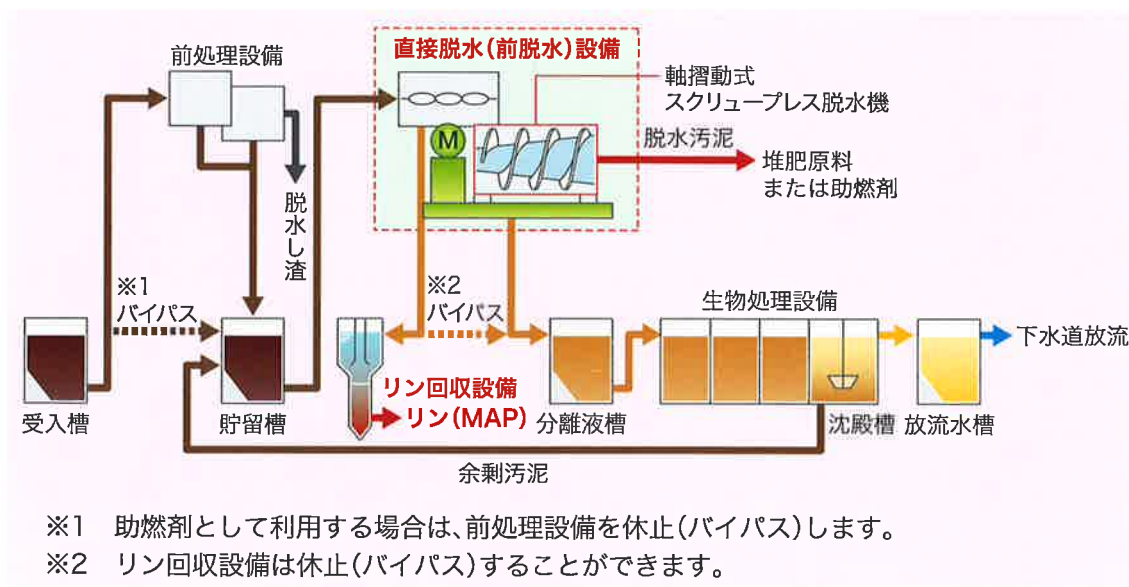 直接脱水(前脱水)設備
前処理設備
軸摺動式
スクリュープレス脱水機
M
脱水汚泥
堆肥原料
または助燃剤
脱水し渣
※1
バイパス
※2
バイパス
生物処理設備
下水道放流
リン回収設備
リン(MAP)
受入槽
貯留槽
分離液槽
沈殿槽
放流水槽
余剰汚泥
※1 助燃剤として利用する場合は、前処理設備を休止(バイパス)します。
※2 リン回収設備は休止(バイパス)することができます。